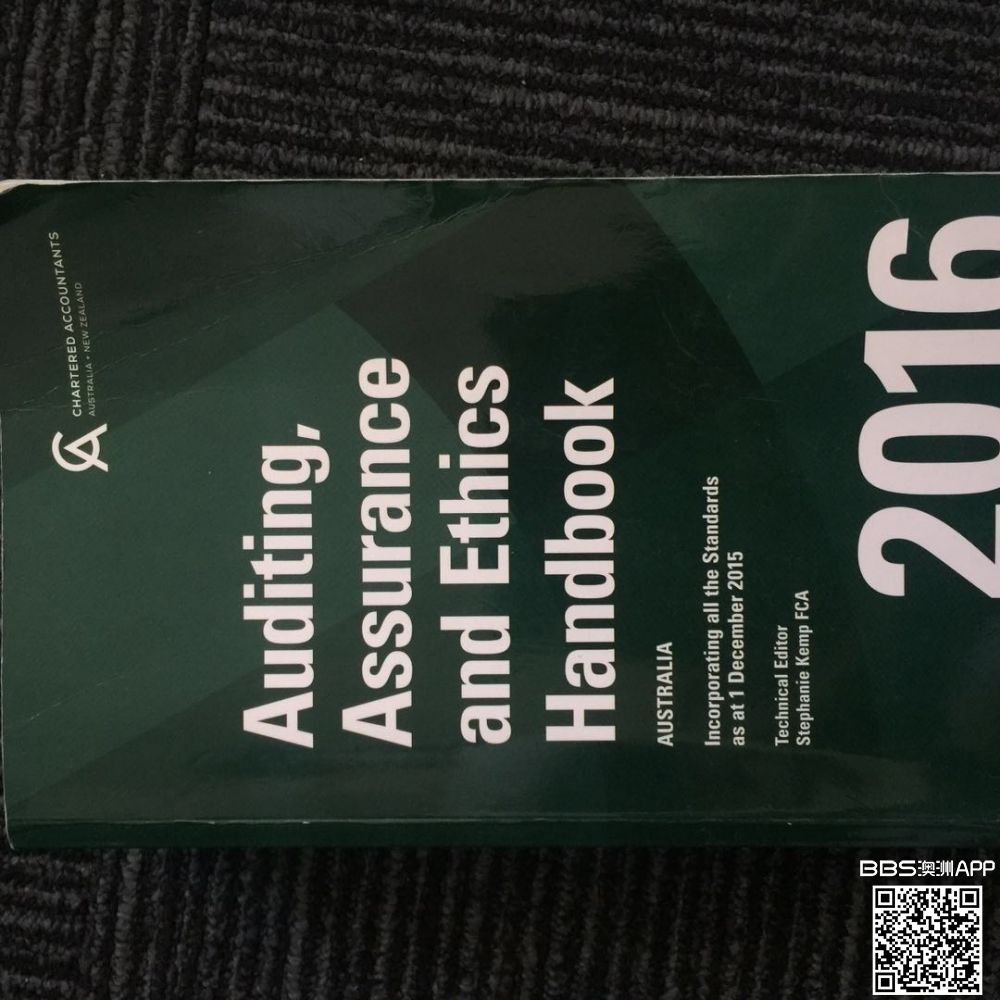 CHARTERED ACCOUNTANTS
AUSTRALIA + NEW ZEALAND
Auditing,
Assurance
and Ethics
Handbook
AUSTRALIA
Incorporating all the Standards
as at 1 December 2015
Technical Editor
Stephanie Kemp FCA
2016
BBS澳洲APP